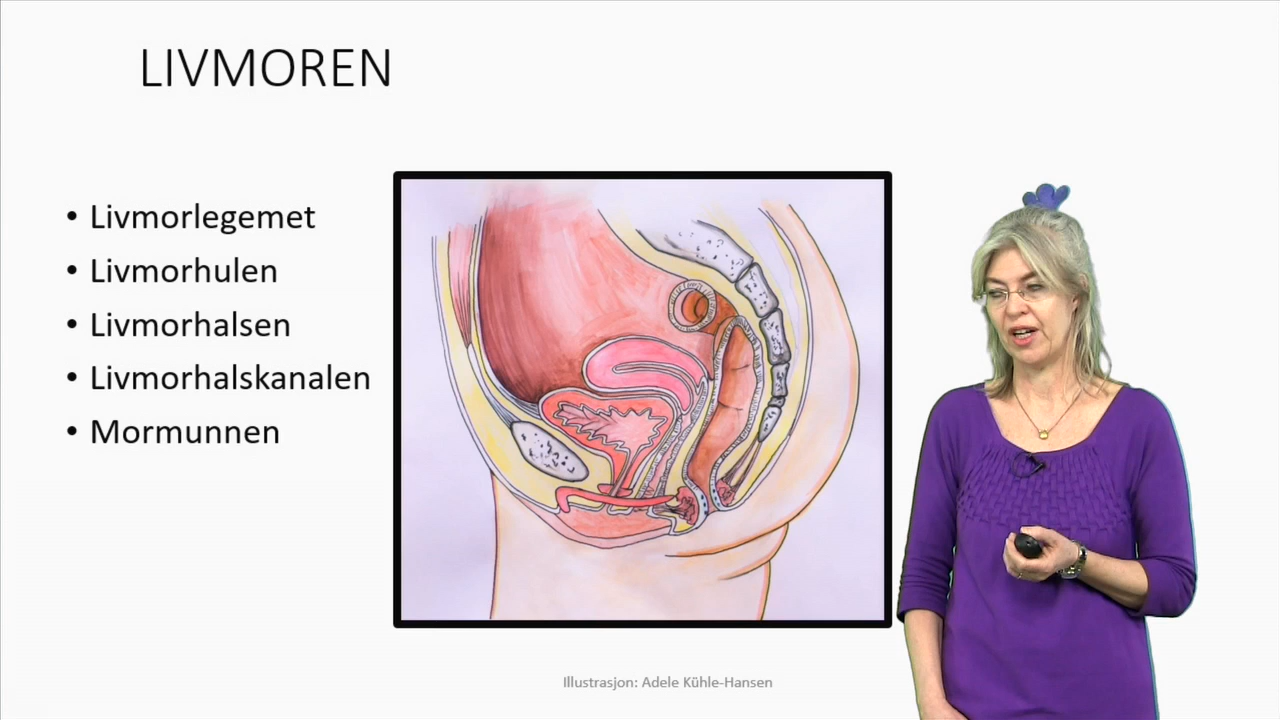 LIVMOREN
• Livmorlegemet
• Livmorhulen
• Livmorhalsen
• Livmorhalskanalen
• Mormunnen
Illustrasjon: Adele Kühle-Hansen